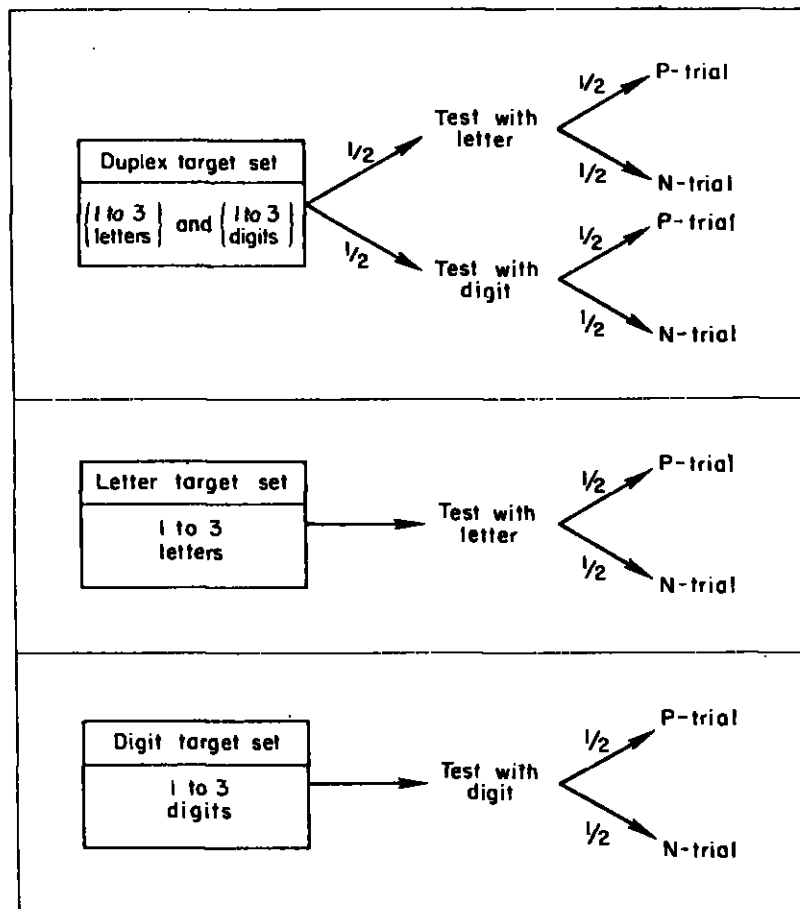 Duplex target set
{1 to 3 letters} and {1 to 3 digits}
1/2
Test with
letter
1/2
P-trial
1/2
N-trial
1/2
Test with
digit
1/2
P-trial
1/2
N-trial
Letter target set
1 to 3
letters
Test with
letter
1/2
P-trial
1/2
N-trial
Digit target set
1 to 3
digits
Test with
digit
1/2
P-trial
1/2
N-trial